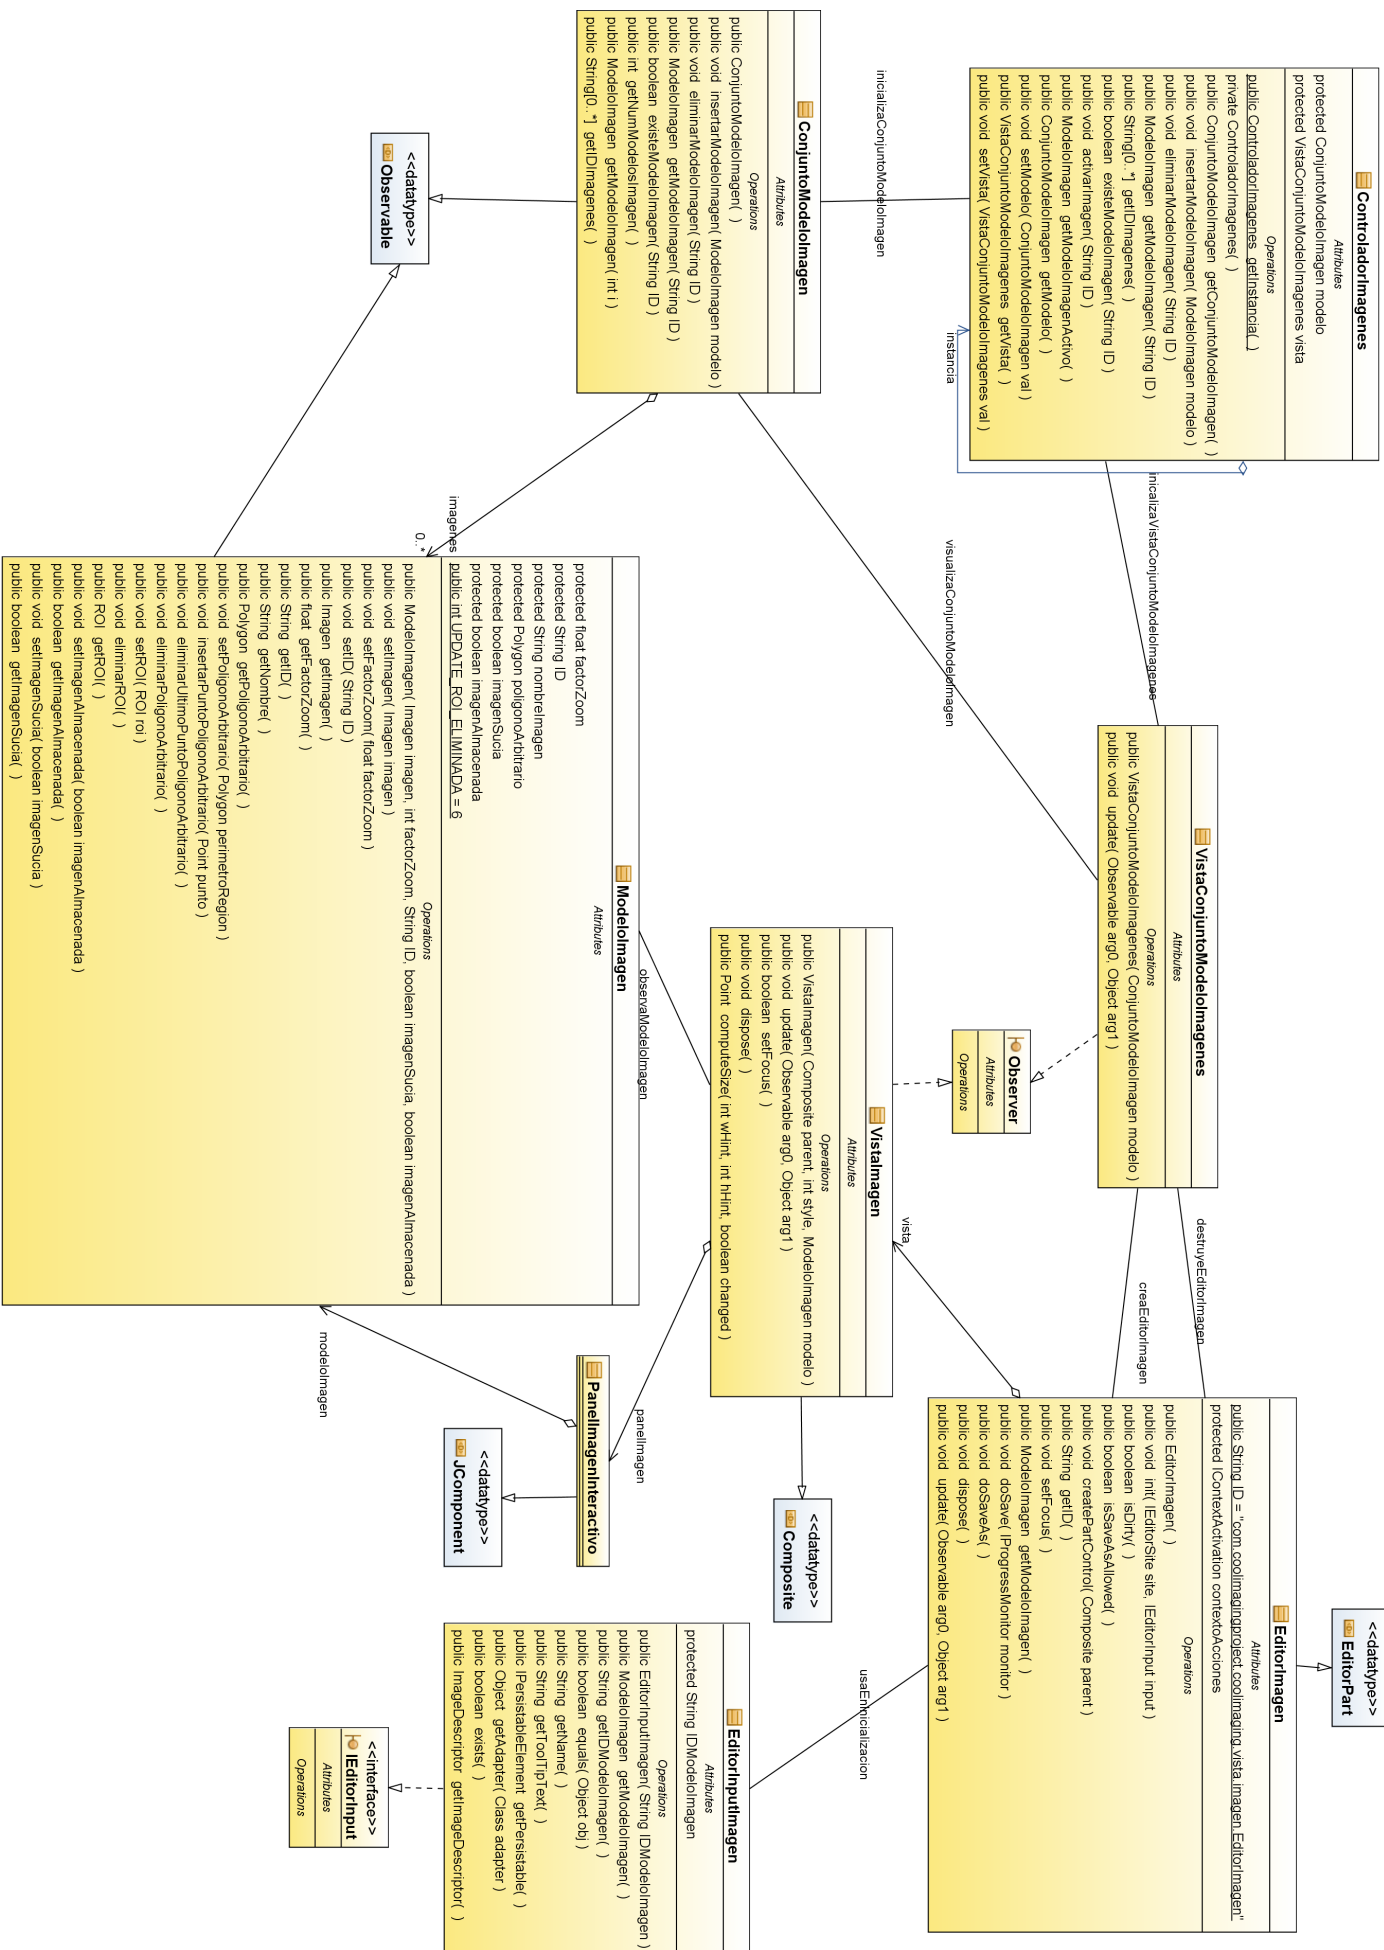 ControladorImagenes
Attributes
protected ConjuntoModeloImagen modelo
protected VistaConjuntoModeloImagenes vista
Operations
public ControladorImagenes getInstancia( )
private ControladorImagenes( )
public ConjuntoModeloImagen getConjuntoModeloImagen( )
public void insertarModeloImagen( ModeloImagen modelo )
public void eliminarModeloImagen( String ID )
public ModeloImagen getModeloImagen( String ID )
public String[0..*] getIDImagenes( )
public boolean existeModeloImagen( String ID )
public void activarImagen( String ID )
public ModeloImagen getModeloImagenActivo( )
public ConjuntoModeloImagen getModelo( )
public void setModelo( ConjuntoModeloImagen val )
public VistaConjuntoModeloImagenes getVista( )
public void setVista( VistaConjuntoModeloImagenes val )
instancia
inicalizaVistaConjuntoModeloImagenes
inicializaConjuntoModeloImagen
VistaConjuntoModeloImagenes
Attributes
Operations
public VistaConjuntoModeloImagenes( ConjuntoModeloImagen modelo )
public void update( Observable arg0, Object arg1 )
destruyeEditorImagen
creaEditorImagen
visualizaConjuntoModeloImagen
<<datatype>>
EditorPart
EditorImagen
Attributes
public String ID = "com.coolimagingproject.coolimaging.vista.imagen.EditorImagen"
protected IContextActivation contextoAcciones
Operations
public EditorImagen( )
public void init( IEditorSite site, IEditorInput input )
public boolean isDirty( )
public boolean isSaveAsAllowed( )
public void createPartControl( Composite parent )
public String getID( )
public void setFocus( )
public ModeloImagen getModeloImagen( )
public void doSave( IProgressMonitor monitor )
public void doSaveAs( )
public void dispose( )
public void update( Observable arg0, Object arg1 )
Observer
Attributes
Operations
vista
usaEnInicializacion
ConjuntoModeloImagen
Attributes
Operations
public ConjuntoModeloImagen( )
public void insertarModeloImagen( ModeloImagen modelo )
public void eliminarModeloImagen( String ID )
public ModeloImagen getModeloImagen( String ID )
public boolean existeModeloImagen( String ID )
public int getNumModelosImagen( )
public ModeloImagen getModeloImagen( int i )
public String[0..*] getIDImagenes( )
VistaImagen
Attributes
Operations
public VistaImagen( Composite parent, int style, ModeloImagen modelo )
public void update( Observable arg0, Object arg1 )
public boolean setFocus( )
public void dispose( )
public Point computeSize( int wHint, int hHint, boolean changed )
<<datatype>>
Composite
observaModeloImagen
panelImagen
EditorInputImagen
Attributes
protected String IDModeloImagen
Operations
public EditorInputImagen( String IDModeloImagen )
public ModeloImagen getModeloImagen( )
public String getIDModeloImagen( )
public boolean equals( Object obj )
public String getName( )
public String getToolTipText( )
public IPersistableElement getPersistable( )
public Object getAdapter( Class adapter )
public boolean exists( )
public ImageDescriptor getImageDescriptor( )
ModeloImagen
Attributes
protected float factorZoom
protected String ID
protected String nombreImagen
protected Polygon poligonoArbitrario
protected boolean imagenSucia
protected boolean imagenAlmacenada
public int UPDATE_ROI_ELIMINADA = 6
Operations
public ModeloImagen( Imagen imagen, int factorZoom, String ID, boolean imagenSucia, boolean imagenAlmacenada )
public void setImagen( Imagen imagen )
public void setFactorZoom( float factorZoom )
public void setID( String ID )
public Imagen getImagen( )
public float getFactorZoom( )
public String getID( )
public String getNombre( )
public Polygon getPoligonoArbitrario( )
public void setPoligonoArbitrario( Polygon perimetroRegion )
public void insertarPuntoPoligonoArbitrario( Point punto )
public void eliminarUltimoPuntoPoligonoArbitrario( )
public void eliminarPoligonoArbitrario( )
public void setROI( ROI roi )
public void eliminarROI( )
public ROI getROI( )
public void setImagenAlmacenada( boolean imagenAlmacenada )
public boolean getImagenAlmacenada( )
public void setImagenSucia( boolean imagenSucia )
public boolean getImagenSucia( )
imagenes
0..*
PanelImagenInteractivo
<<datatype>>
JComponent
modeloImagen
<<datatype>>
Observable
<<interface>>
IEditorInput
Attributes
Operations